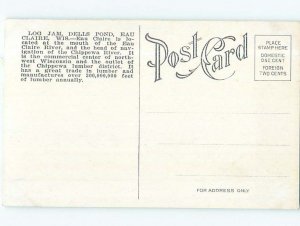 LOG JAM, DELLS POND, EAU
CLAIRE, WIS.—Eau Claire is lo-
cated at the mouth of the Eau
Claire River, and the head of nav-
igation of the Chippewa River. It
is the commercial center of north-
west Wisconsin and the outlet of
the Chippewa lumber district. It
has a great trade in lumber and
manufactures over 200,000,000 feet
of lumber annually.
Post Card
PLACE
STAMP HERE
DOMESTIC
ONE CENT
FOREIGN
TWO CENTS
FOR ADDRESS ONLY